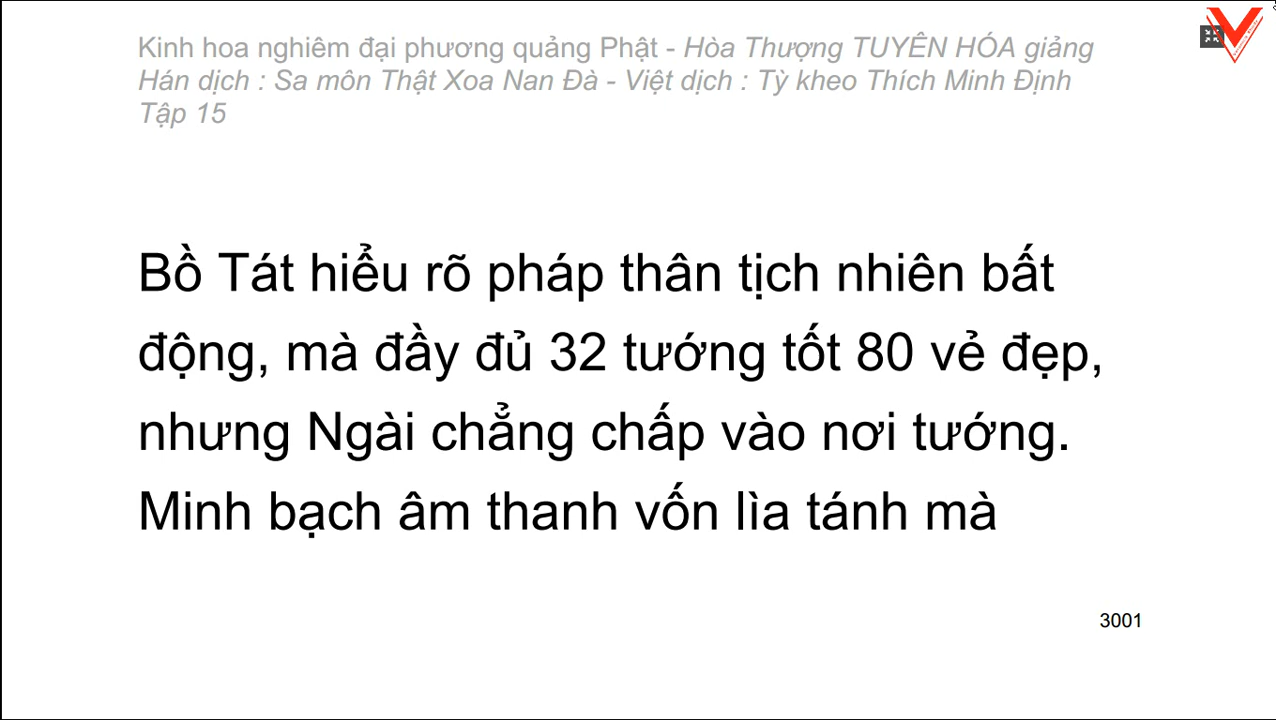 Kinh hoa nghiêm đại phương quảng Phật - Hòa Thượng TUYÊN HÓA giảng
Hán dịch : Sa môn Thật Xoa Nan Đà - Việt dịch : Tỳ kheo Thích Minh Định
Tập 15
Bồ Tát hiểu rõ pháp thân tịch nhiên bất
động, mà đầy đủ 32 tướng tốt 80 vẻ đẹp,
nhưng Ngài chẳng chấp vào nơi tướng.
Minh bạch âm thanh vốn lìa tánh mà
3001